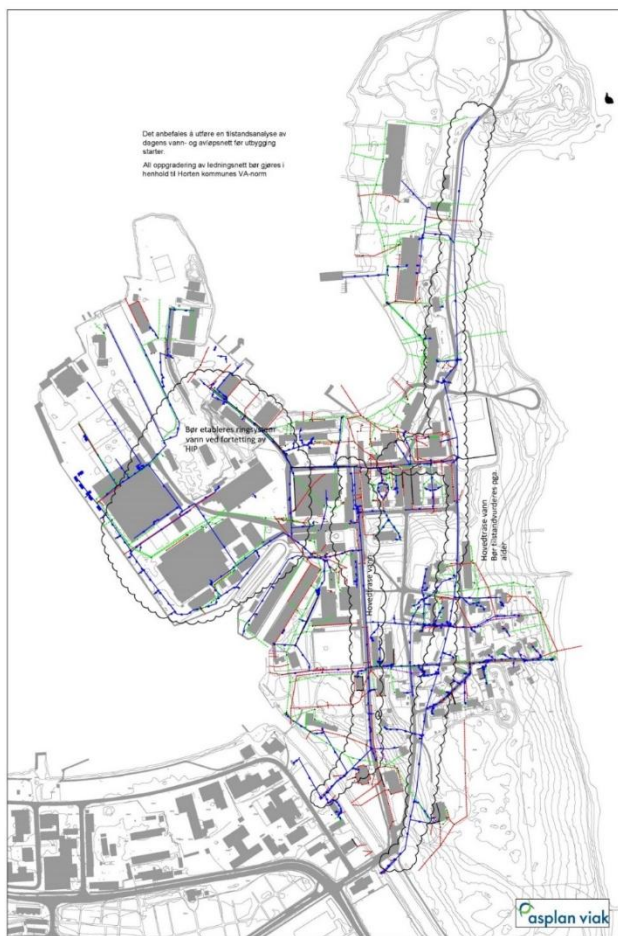 Det anbefales å utføre en tilstandsanalyse av
dagens vann- og avløpsnett før utbygging
starter.
All oppgradering av ledningsnett bør gjøres i
henhold til Horten kommunes VA-norm
Bør etableres ringsystem
vann ved fortetting av
HIP
Hovedtrase vann
Hovedtrase vann
Bør tilstandvurderes pga
alder
asplan viak